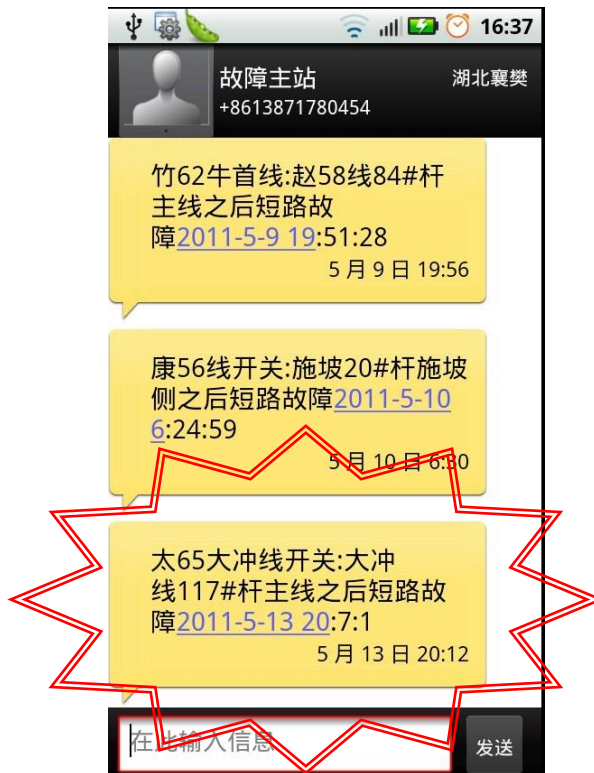 16:37
故障主站
湖北襄樊
+8613871780454
竹62牛首线:赵58线84#杆
主线之后短路故
障2011-5-9 19:51:28
5月9日 19:56
康56线开关:施坡20#杆施坡
侧之后短路故障2011-5-10
6:24:59
5月10日 6:30
太65大冲线开关:大冲
线117#杆主线之后短路故
障2011-5-13 20:7:1
5月13日 20:12
在此输入信息
发送